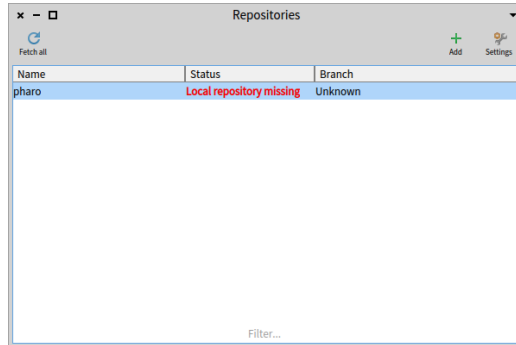 Repositories
Fetch all
Add Settings
Name Status Branch
pharo Local repository missing Unknown
Filter...